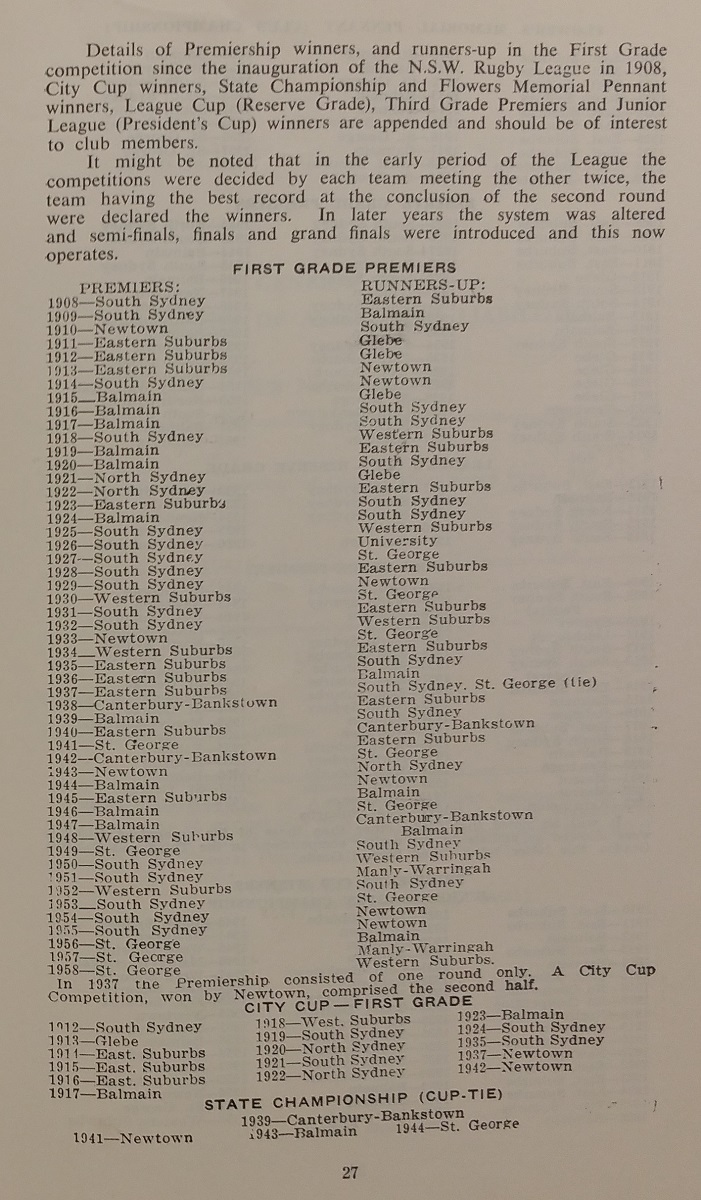 Details of Premiership winners, and runners-up in the First Grade
competition since the inauguration of the N.S.W. Rugby League in 1908,
City Cup winners, State Championship and Flowers Memorial Pennant
winners, League Cup (Reserve Grade), Third Grade Premiers and Junior
League (President's Cup) winners are appended and should be of interest
to club members.
It might be noted that in the early period of the League the
competitions were decided by each team meeting the other twice, the
team having the best record at the conclusion of the second round
were declared the winners. In later years the system was altered
and semi-finals, finals and grand finals were introduced and this now
operates.
FIRST GRADE PREMIERS
PREMIERS: RUNNERS-UP:
1908—South Sydney Eastern Suburbs
1909—South Sydney Balmain
1910—Newtown South Sydney
1911—Eastern Suburbs Glebe
1912—Eastern Suburbs Glebe
1913—Eastern Suburbs Newtown
1914—South Sydney Newtown
1915—Balmain Glebe
1916—Balmain South Sydney
1917—Balmain South Sydney
1918—South Sydney Western Suburbs
1919—Balmain Eastern Suburbs
1920—Balmain South Sydney
1921—North Sydney Glebe
1922—North Sydney Eastern Suburbs
1923—Eastern Suburbs South Sydney
1924—Balmain South Sydney
1925—South Sydney Western Suburbs
1926—South Sydney University
1927—South Sydney St. George
1928—South Sydney Eastern Suburbs
1929—South Sydney Newtown
1930—Western Suburbs St. George
1931—South Sydney Eastern Suburbs
1932—South Sydney Western Suburbs
1933—Newtown St. George
1934—Western Suburbs Eastern Suburbs
1935—Eastern Suburbs South Sydney
1936—Eastern Suburbs Balmain
1937—Eastern Suburbs South Sydney. St. George (tie)
1938—Canterbury-Bankstown Eastern Suburbs
1939—Balmain South Sydney
1940—Eastern Suburbs Canterbury-Bankstown
1941—St. George Eastern Suburbs
1942—Canterbury-Bankstown St. George
1943—Newtown North Sydney
1944—Balmain Newtown
1945—Eastern Suburbs Balmain
1946—Balmain St. George
1947—Balmain Canterbury-Bankstown
1948—Western Suburbs Balmain
1949—St. George South Sydney
1950—South Sydney Western Suburbs
1951—South Sydney Manly-Warringah
1952—Western Suburbs South Sydney
1953—South Sydney St. George
1954—South Sydney Newtown
1955—South Sydney Newtown
1956—St. George Balmain
1957—St. George Manly-Warringah
1958—St. George Western Suburbs.
In 1937 the Premiership consisted of one round only. A City Cup
Competition, won by Newtown, comprised the second half.
CITY CUP — FIRST GRADE
1912—South Sydney
1913—Glebe
1914—East. Suburbs
1915—East. Suburbs
1916—East. Suburbs
1917—Balmain
1918—West. Suburbs
1919—South Sydney
1920—North Sydney
1921—South Sydney
1922—North Sydney
1923—Balmain
1924—South Sydney
1935—South Sydney
1937—Newtown
1942—Newtown
STATE CHAMPIONSHIP (CUP-TIE)
1939—Canterbury-Bankstown
1941—Newtown 1943—Balmain 1944—St. George
27